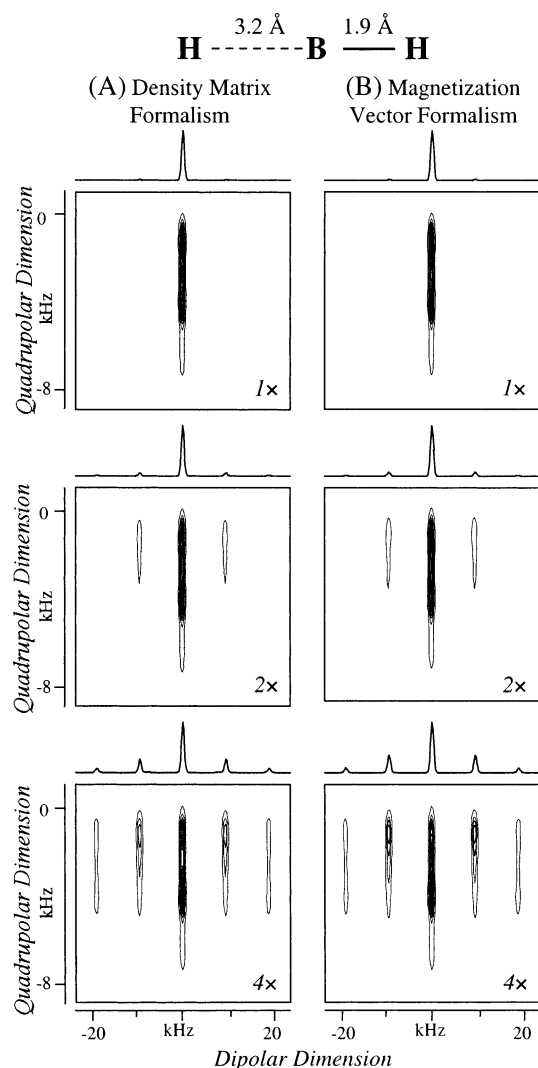 3.2 Å 1.9 Å
H B H
(A) Density Matrix Formalism
(B) Magnetization Vector Formalism
Quadrupolar Dimension
kHz
0
-8
1×
1×
Quadrupolar Dimension
kHz
0
-8
2×
2×
Quadrupolar Dimension
kHz
0
-8
4×
4×
-20 kHz 20
-20 kHz 20
Dipolar Dimension